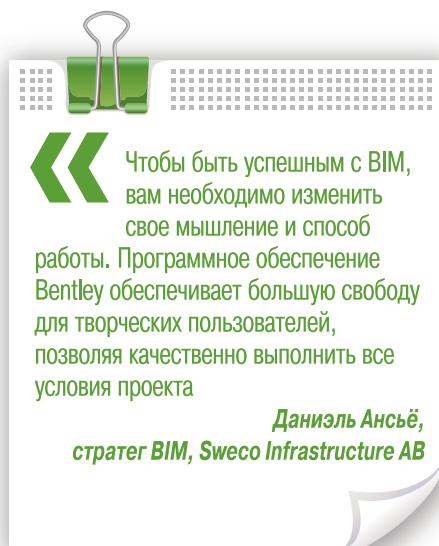 « Чтобы быть успешным с BIM,
вам необходимо изменить
свое мышление и способ
работы. Программное обеспечение
Bentley обеспечивает большую свободу
для творческих пользователей,
позволяя качественно выполнить все
условия проекта
Даниэль Ансьё,
стратег BIM, Sweco Infrastructure AB